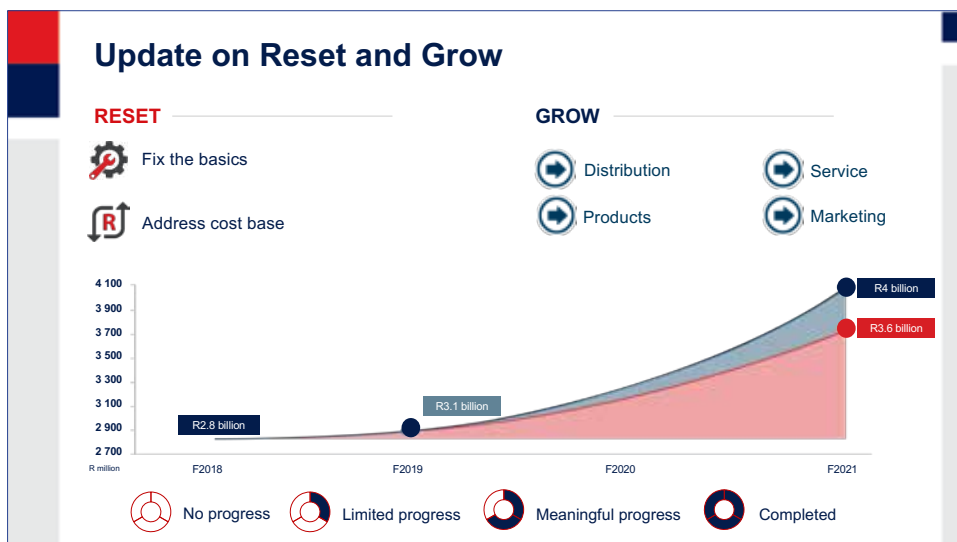 Update on Reset and Grow
RESET
GROW
Fix the basics
Address cost base
Distribution
Service
Products
Marketing
4 100
3 900
3 700
3 500
3 300
3 100
2 900
2 700
R million
R
R2.8 billion
R3.1 billion
R4 billion
R3.6 billion
F2018
F2019
F2020
F2021
No progress
Limited progress
Meaningful progress
Completed